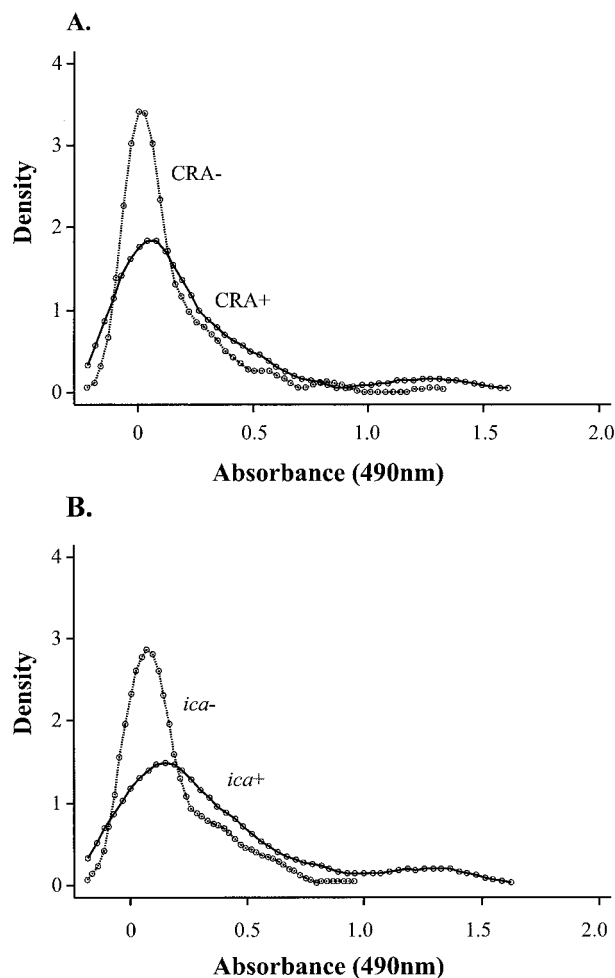 A.
4
3
2
1
0
Density
CRA-
CRA+
0 0.5 1.0 1.5 2.0
Absorbance (490nm)
B.
4
3
2
1
0
Density
ica-
ica+
0 0.5 1.0 1.5 2.0
Absorbance (490nm)